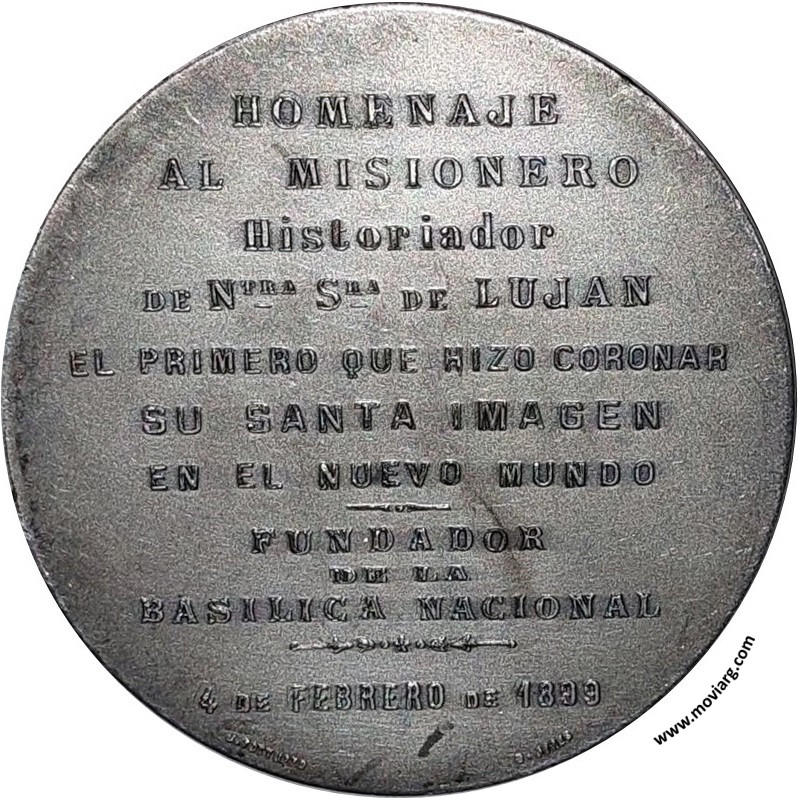 HOMENAJE
AL MISIONERO
Historiador
DE NTRA SRA DE LUJAN
EL PRIMERO QUE HIZO CORONAR
SU SANTA IMAGEN
EN EL NUEVO MUNDO
FUNDADOR
DE LA
BASILICA NACIONAL
4 DE FEBRERO DE 1899
www.moviarg.com